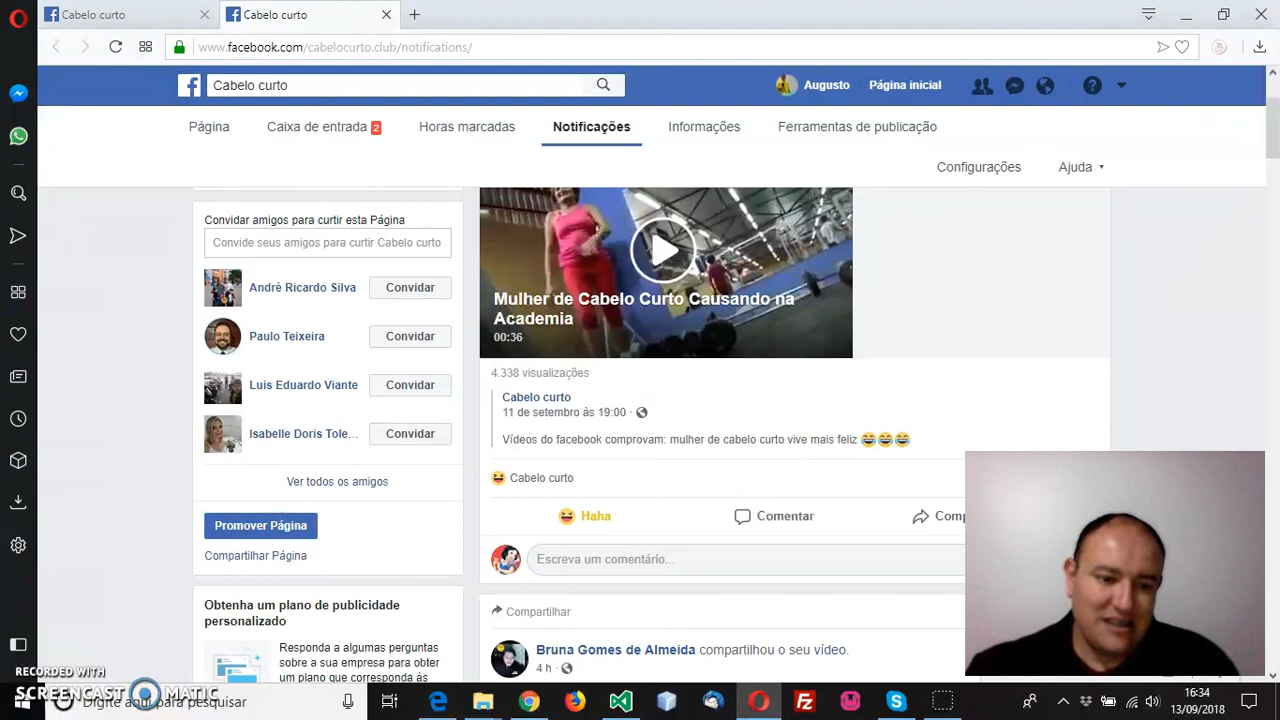 Cabelo curto
Cabelo curto
www.facebook.com/cabelocurto.club/notifications/
Cabelo curto
Augusto
Página inicial
Página
Caixa de entrada 2
Horas marcadas
Notificações
Informações
Ferramentas de publicação
Configurações
Ajuda
Convidar amigos para curtir esta Página
Convide seus amigos para curtir Cabelo curto
André Ricardo Silva
Convidar
Paulo Teixeira
Convidar
Luis Eduardo Viante
Convidar
Isabelle Doris Tole...
Convidar
Ver todos os amigos
Promover Página
Compartilhar Página
Obtenha um plano de publicidade
personalizado
Responda a algumas perguntas
sobre a sua empresa para obter
um plano que corresponda às
Mulher de Cabelo Curto Causando na
Academia
00:36
4.338 visualizações
Cabelo curto
11 de setembro às 19:00 ·
Vídeos do facebook comprovam: mulher de cabelo curto vive mais feliz 😂😂😂
Cabelo curto
Haha
Comentar
Comp
Escreva um comentário...
Compartilhar
Bruna Gomes de Almeida compartilhou o seu vídeo.
4 h ·
RECORDED WITH
SCREENCAST MATIC
Digite aqui para pesquisar
16:34
13/09/2018